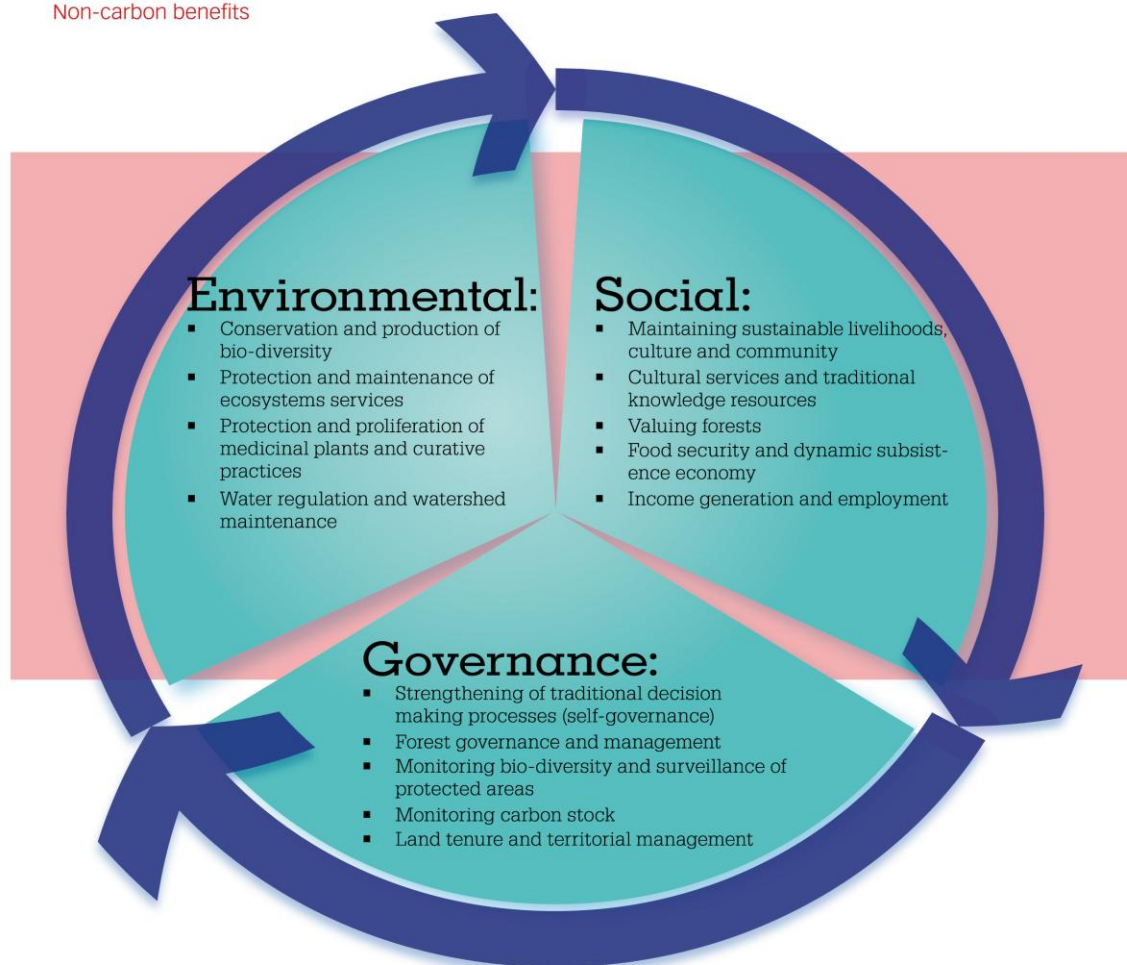 Non-carbon benefits
Environmental:
▪ Conservation and production of
bio-diversity
▪ Protection and maintenance of
ecosystems services
▪ Protection and proliferation of
medicinal plants and curative
practices
▪ Water regulation and watershed
maintenance
Social:
▪ Maintaining sustainable livelihoods,
culture and community
▪ Cultural services and traditional
knowledge resources
▪ Valuing forests
▪ Food security and dynamic subsist-
ence economy
▪ Income generation and employment
Governance:
▪ Strengthening of traditional decision
making processes (self-governance)
▪ Forest governance and management
▪ Monitoring bio-diversity and surveillance of
protected areas
▪ Monitoring carbon stock
▪ Land tenure and territorial management